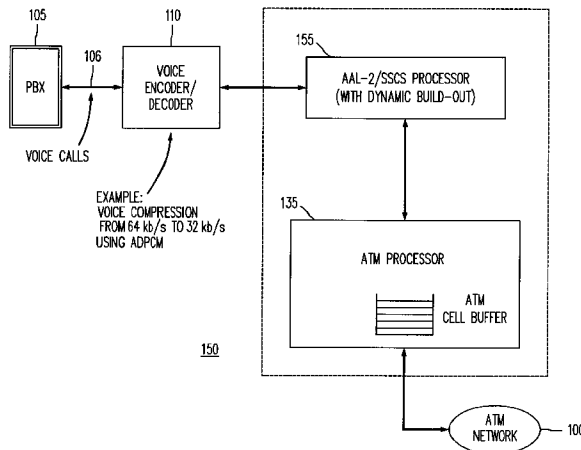 105
PBX
106
VOICE CALLS
110
VOICE
ENCODER/
DECODER
EXAMPLE:
VOICE COMPRESSION
FROM 64 kb/s TO 32 kb/s
USING ADPCM
155
AAL-2/SSCS PROCESSOR
(WITH DYNAMIC BUILD-OUT)
135
ATM PROCESSOR
ATM
CELL BUFFER
150
ATM
NETWORK
100